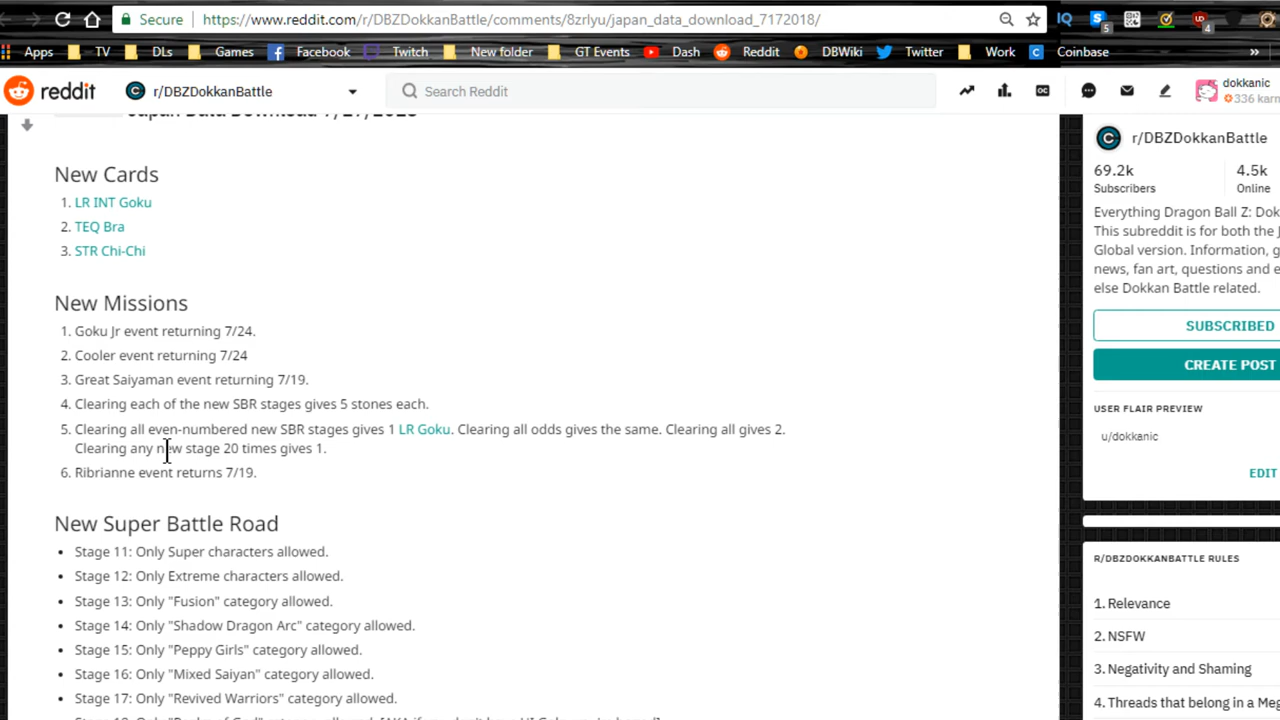 Secure https://www.reddit.com/r/DBZDokkanBattle/comments/8zrlyu/japan_data_download_7172018/
IQ 5 UD 4
Apps TV DLs Games Facebook Twitch New folder GT Events Dash Reddit DBWiki Twitter Work Coinbase »
reddit r/DBZDokkanBattle Search Reddit dokkanic
336 karm
Japan Data Download 7/17/2018
New Cards
1. LR INT Goku
2. TEQ Bra
3. STR Chi-Chi
New Missions
1. Goku Jr event returning 7/24.
2. Cooler event returning 7/24
3. Great Saiyaman event returning 7/19.
4. Clearing each of the new SBR stages gives 5 stones each.
5. Clearing all even-numbered new SBR stages gives 1 LR Goku. Clearing all odds gives the same. Clearing all gives 2.
Clearing any new stage 20 times gives 1.
6. Ribrianne event returns 7/19.
New Super Battle Road
Stage 11: Only Super characters allowed.
Stage 12: Only Extreme characters allowed.
Stage 13: Only "Fusion" category allowed.
Stage 14: Only "Shadow Dragon Arc" category allowed.
Stage 15: Only "Peppy Girls" category allowed.
Stage 16: Only "Mixed Saiyan" category allowed.
Stage 17: Only "Revived Warriors" category allowed.
r/DBZDokkanBattle
69.2k 4.5k
Subscribers Online
Everything Dragon Ball Z: Dok
This subreddit is for both the J
Global version. Information, g
news, fan art, questions and e
else Dokkan Battle related.
SUBSCRIBED
CREATE POST
USER FLAIR PREVIEW
u/dokkanic
EDIT
R/DBZDOKKANBATTLE RULES
1. Relevance
2. NSFW
3. Negativity and Shaming
4. Threads that belong in a Meg